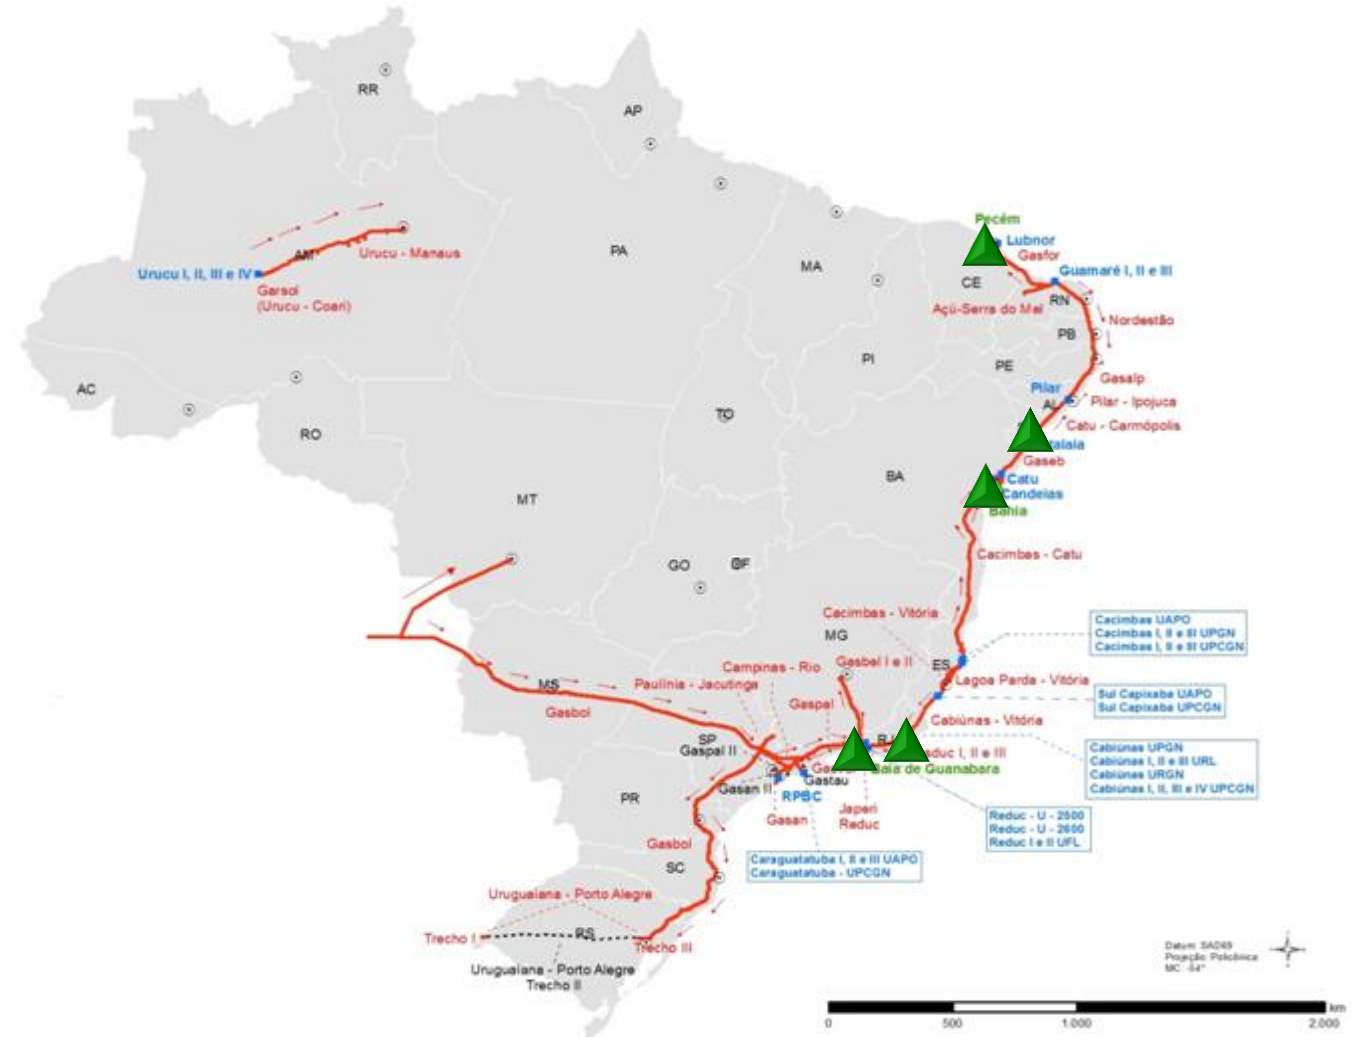 RR
AP
AM
Urucu - Manaus
Urucu I, II, III e IV
Garsol
(Urucu - Coari)
PA
MA
Pecém
Lubnor
Gasfor
CE
Guamaré I, II e III
RN
Açú-Serra do Mel
Nordestão
PB
PI
PE
Gasalp
AC
Pilar
AL
Pilar - Ipojuca
TO
RO
Catu - Carmópolis
talaia
Gaseb
BA
Catu
Candeias
Bahia
MT
Cacimbas - Catu
GO
DF
Cacimbas - Vitória
MG
Cacimbas UAPO
Cacimbas I, II e III UPGN
Cacimbas I, II e III UPCGN
Gasbel I e II
ES
Campinas - Rio
Lagoa Parda - Vitória
MS
Paulínia - Jacutinga
Sul Capixaba UAPO
Sul Capixaba UPCGN
Gasbol
Gaspal
Cabiúnas - Vitória
SP
Gaspal II
RJ
duc I, II e III
Cabiúnas UPGN
Cabiúnas I, II e III URL
Cabiúnas URGN
Cabiúnas I, II, III e IV UPCGN
Baía de Guanabara
Gastau
Gasan II
RPBC
PR
Gasan
Japeri
Reduc
Reduc - U - 2500
Reduc - U - 2600
Reduc I e II UFL
Gasbol
Caraguatatuba I, II e III UAPO
Caraguatatuba - UPCGN
SC
Uruguaiana - Porto Alegre
RS
Trecho I
Trecho III
Uruguaiana - Porto Alegre
Trecho II
Datum: SAD69
Projeção: Policônica
MC: -54°
km
0
500
1.000
2.000